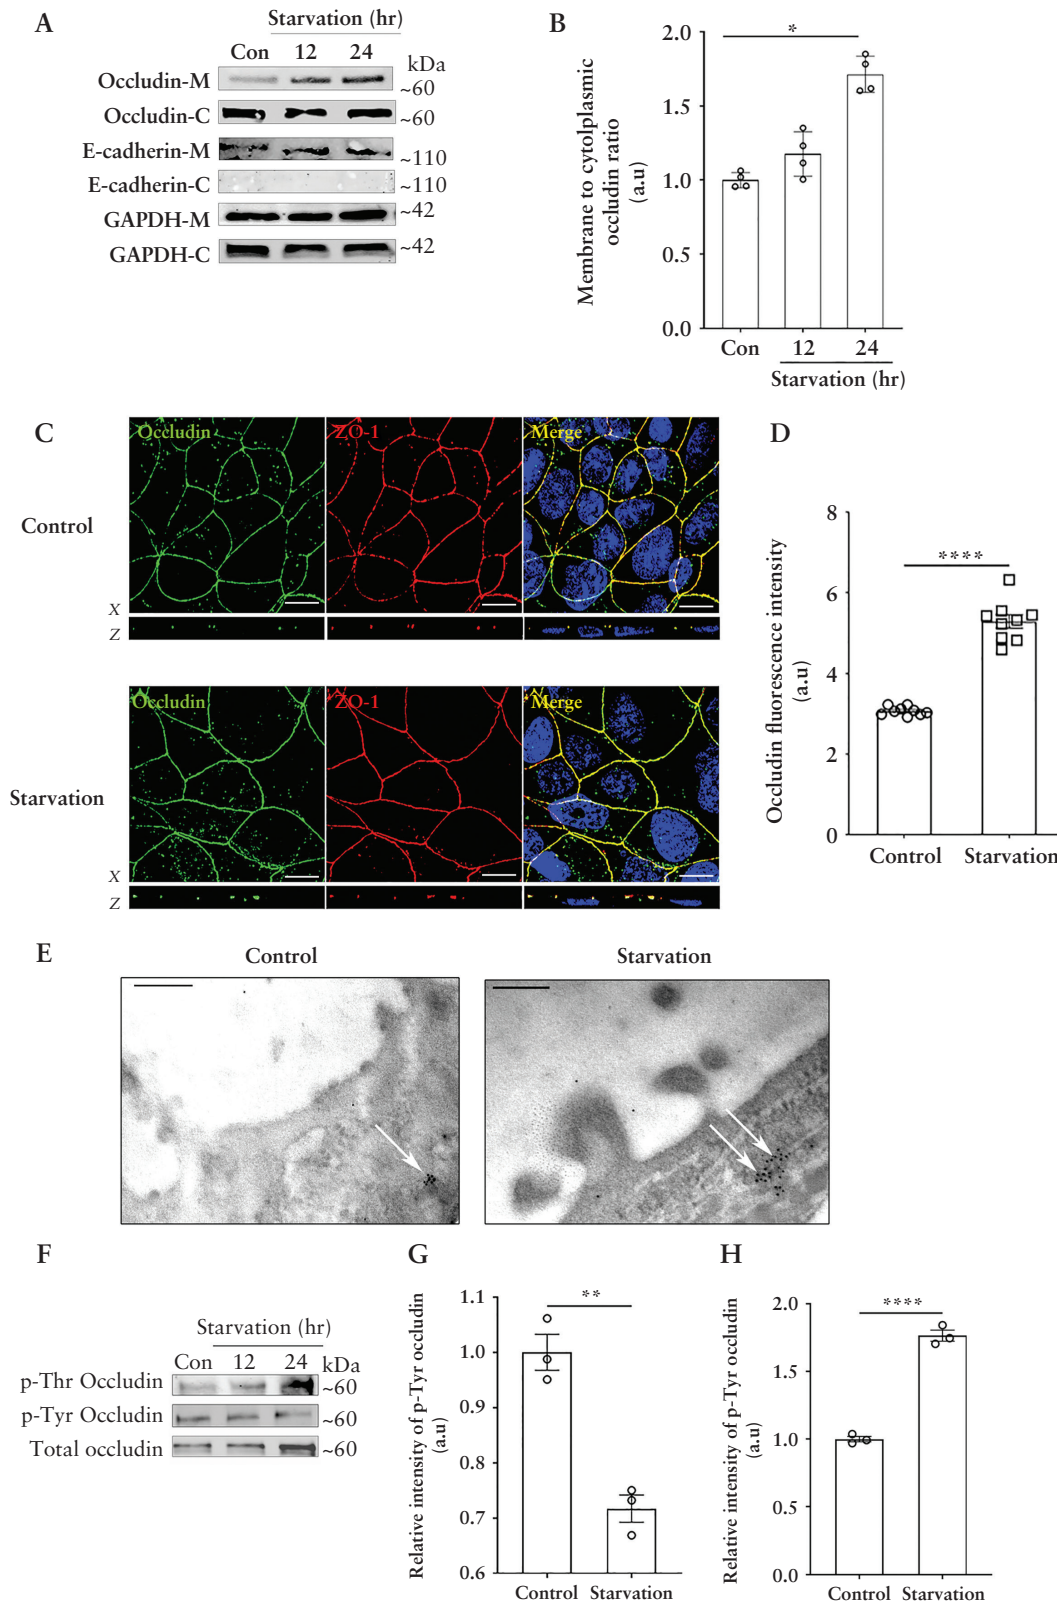 A
Starvation (hr)
Con 12 24
kDa
Occludin-M ~60
Occludin-C ~60
E-cadherin-M ~110
E-cadherin-C ~110
GAPDH-M ~42
GAPDH-C ~42
B
*
Membrane to cytolplasmic
occludin ratio
(a.u)
2.0
1.5
1.0
0.5
0.0
Con 12 24
Starvation (hr)
C
Occludin ZO-1 Merge
Control
X
Z
Occludin ZO-1 Merge
Starvation
X
Z
D
****
Occludin fluorescence intensity
(a.u)
8
6
4
2
0
Control Starvation
E
Control Starvation
F
Starvation (hr)
Con 12 24 kDa
p-Thr Occludin ~60
p-Tyr Occludin ~60
Total occludin ~60
G
**
Relative intensity of p-Tyr occludin
(a.u)
1.1
1.0
0.9
0.8
0.7
0.6
Control Starvation
H
****
Relative intensity of p-Tyr occludin
(a.u)
2.0
1.5
1.0
0.5
0.0
Control Starvation